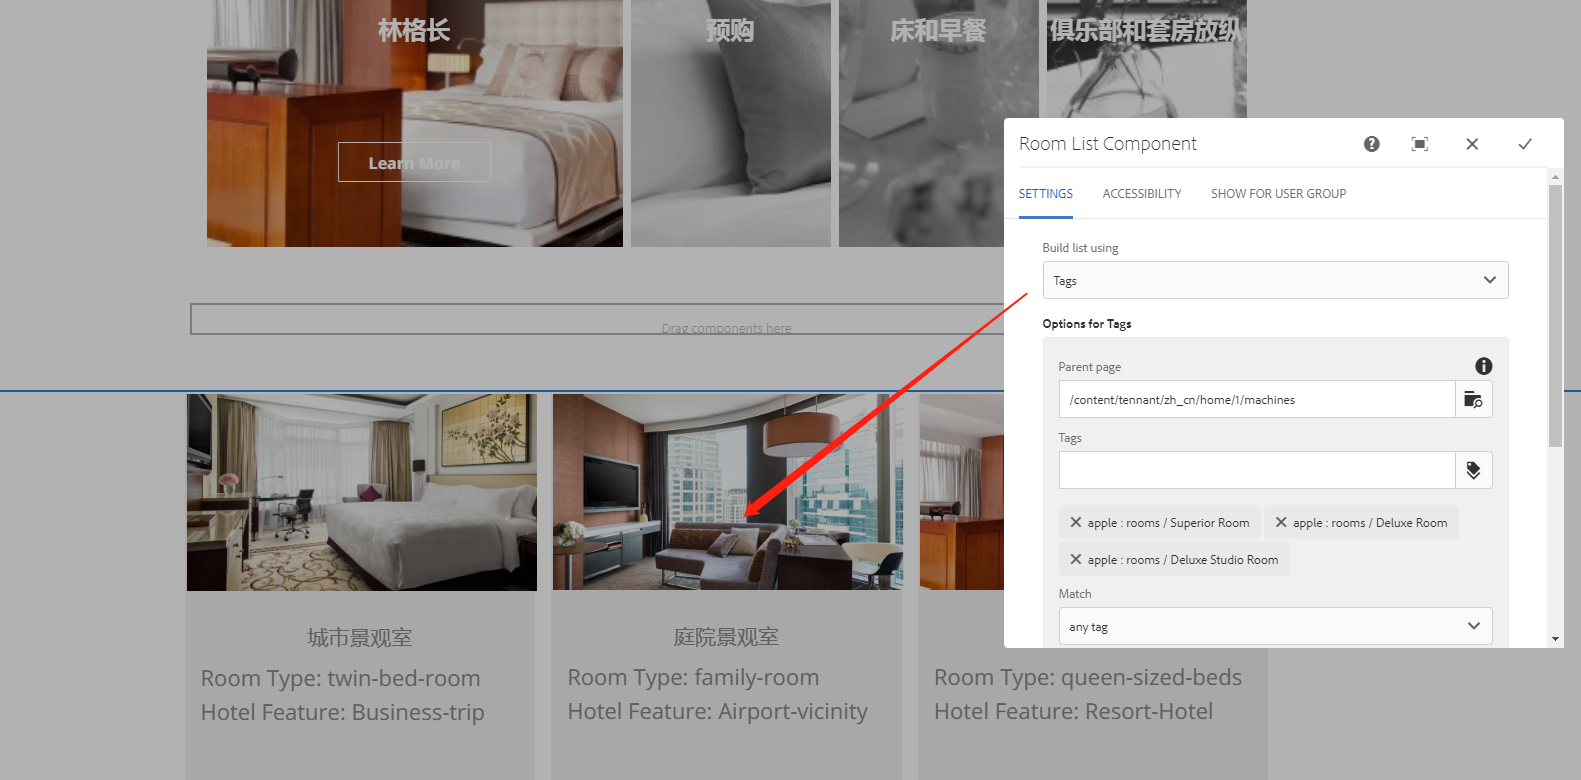 林格长
预购
床和早餐
俱乐部和套房放纵
Learn More
Drag components here
Room List Component
SETTINGS
ACCESSIBILITY
SHOW FOR USER GROUP
Build list using
Tags
Options for Tags
Parent page
/content/tennant/zh_cn/home/1/machines
Tags
apple : rooms / Superior Room
apple : rooms / Deluxe Room
apple : rooms / Deluxe Studio Room
Match
any tag
城市景观室
Room Type: twin-bed-room
Hotel Feature: Business-trip
庭院景观室
Room Type: family-room
Hotel Feature: Airport-vicinity
Room Type: queen-sized-beds
Hotel Feature: Resort-Hotel